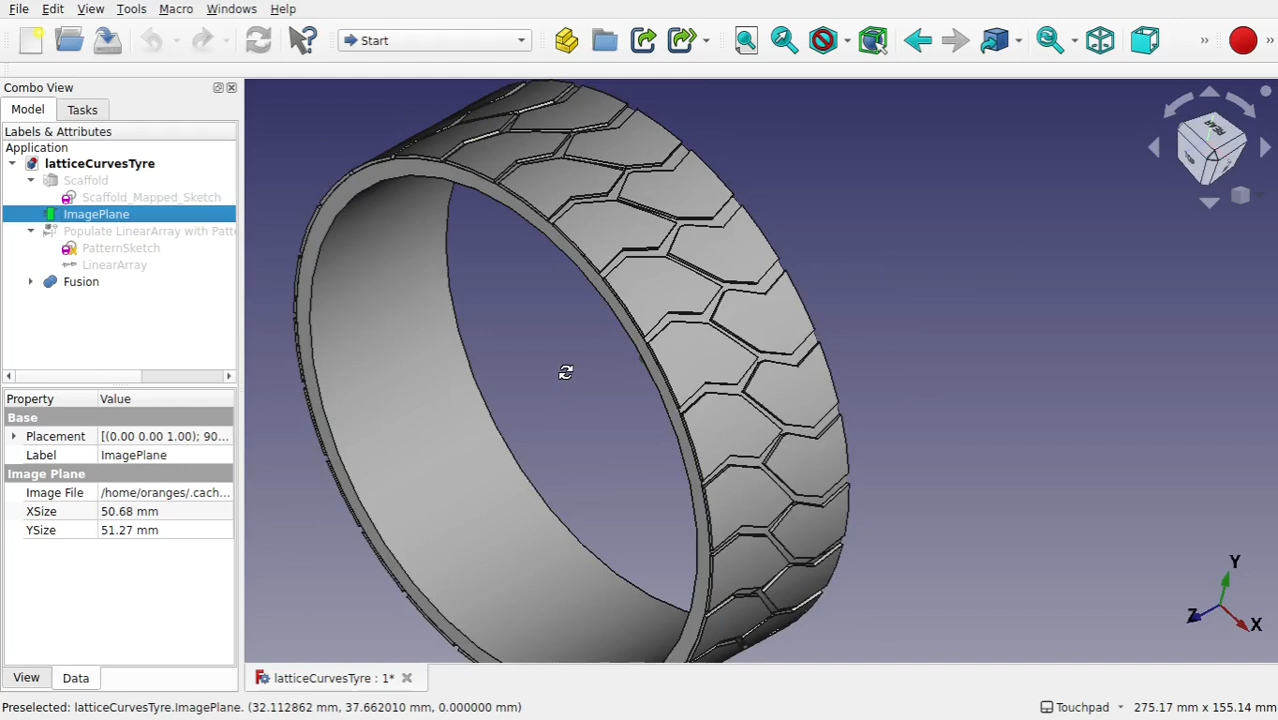 File Edit View Tools Macro Windows Help
Start
Combo View
Model Tasks
Labels & Attributes
Application
latticeCurvesTyre
Scaffold
Scaffold_Mapped_Sketch
ImagePlane
Populate LinearArray with Patte
PatternSketch
LinearArray
Fusion
Property Value
Base
Placement [(0.00 0.00 1.00); 90...
Label ImagePlane
Image Plane
Image File /home/oranges/.cach...
XSize 50.68 mm
YSize 51.27 mm
Y
Z
X
View Data
latticeCurvesTyre : 1*
Preselected: latticeCurvesTyre.ImagePlane. (32.112862 mm, 37.662010 mm, 0.000000 mm)
Touchpad 275.17 mm x 155.14 mm